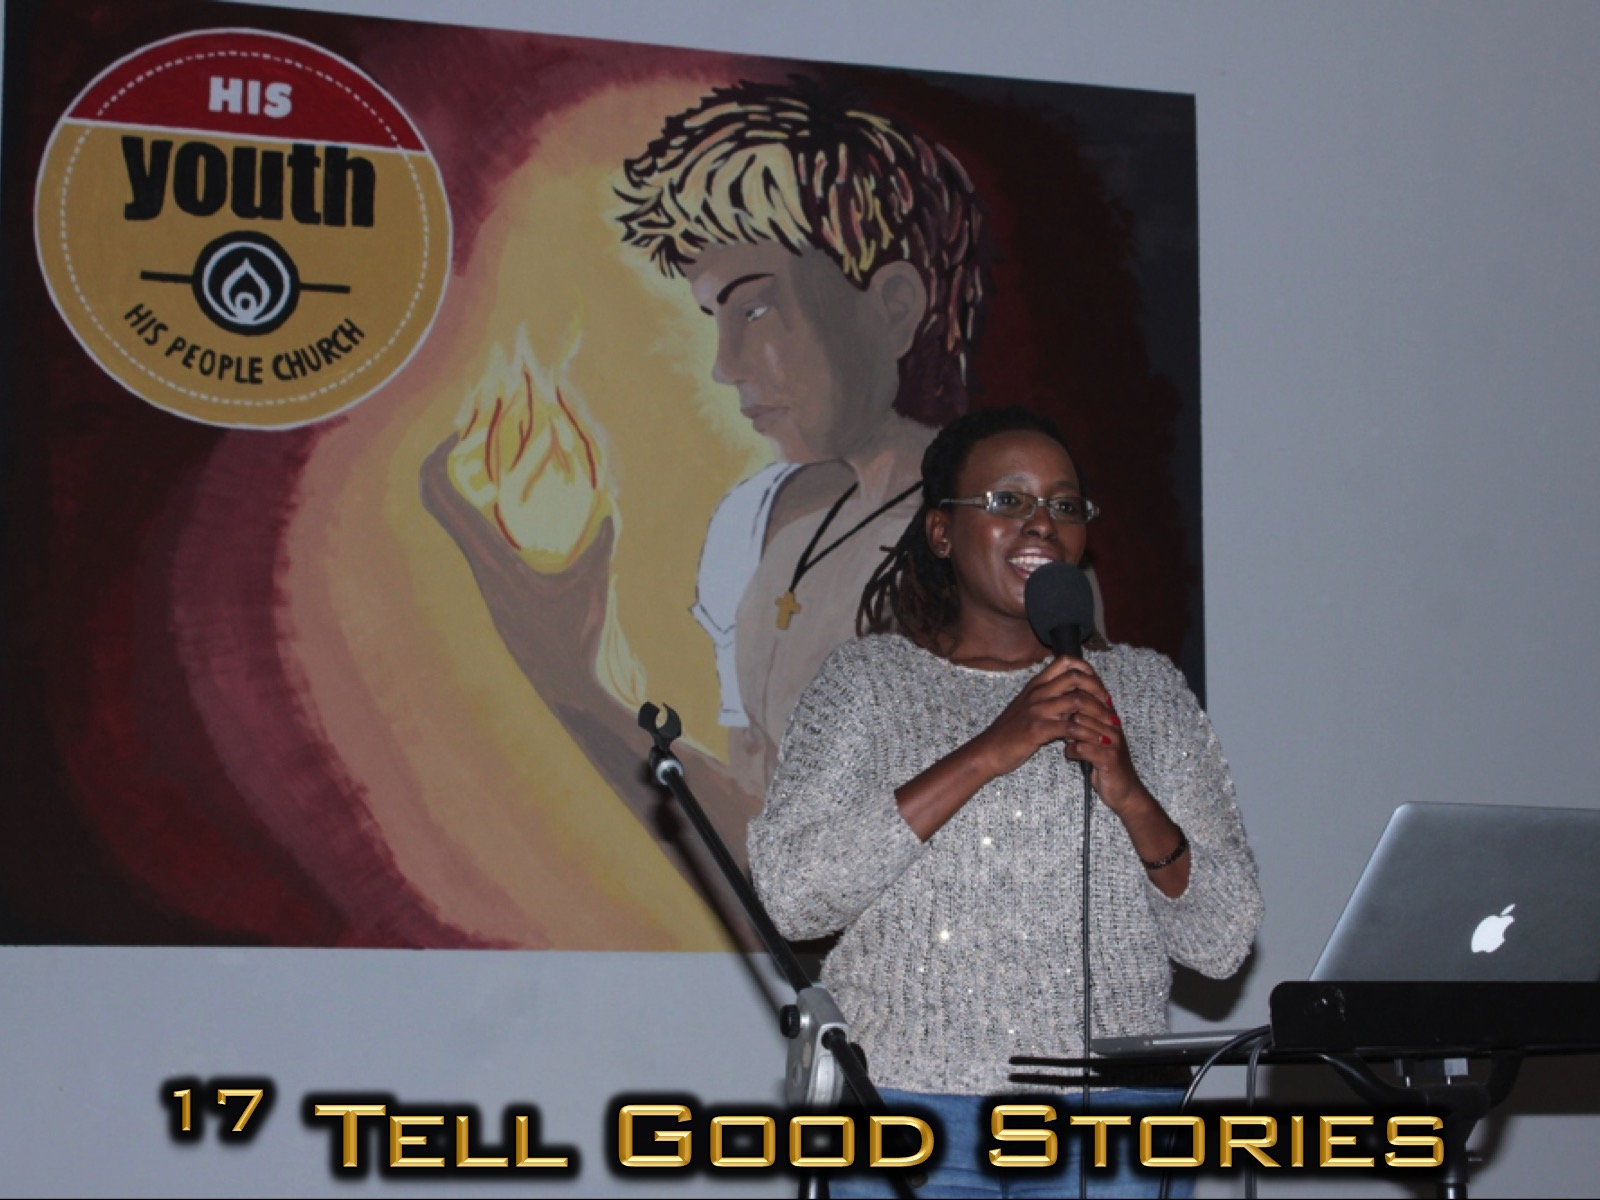 HIS
youth
HIS PEOPLE CHURCH
17 TELL GOOD STORIES